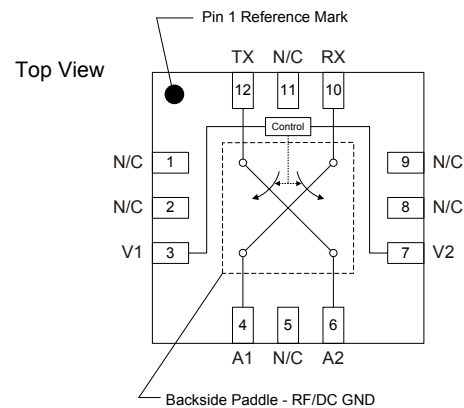 Pin 1 Reference Mark
Top View
TX N/C RX
12 11 10
Control
N/C 1 9 N/C
N/C 2 8 N/C
V1 3 7 V2
4 5 6
A1 N/C A2
Backside Paddle - RF/DC GND